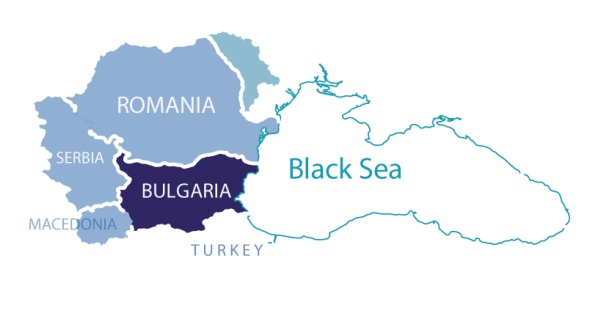 ROMANIA
SERBIA
Black Sea
BULGARIA
MACEDONIA
TURKEY